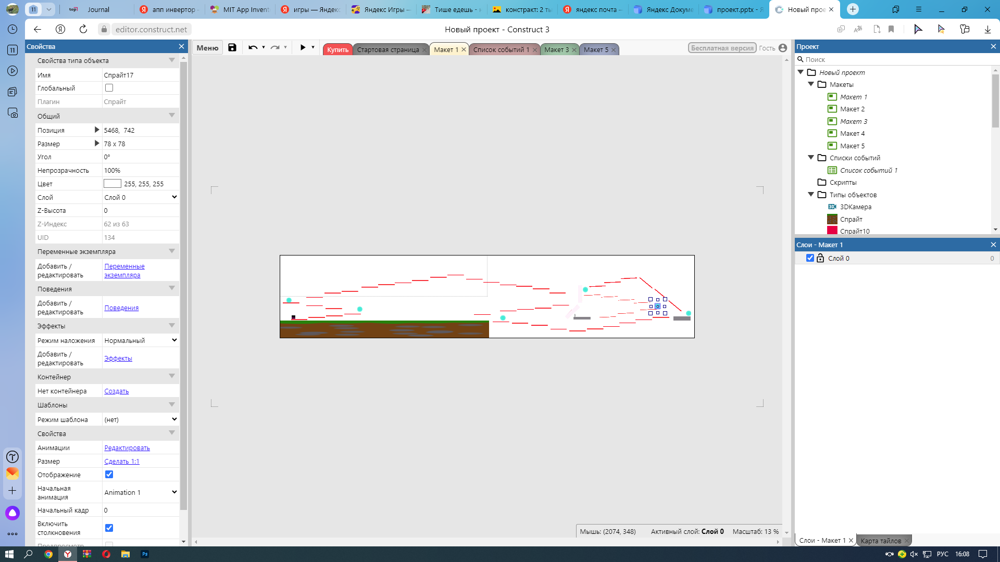 11
Journal
апп инвертор -
MIT App Invent
игры — Яндекс
Яндекс Игры —
Тише едешь - н
констракт: 2 ты
яндекс почта —
Яндекс Докуме
проект.pptx - Я
Новый прое
editor.construct.net
Новый проект - Construct 3
11
Свойства
Свойства типа объекта
Имя Спрайт17
Глобальный
Плагин Спрайт
Общий
Позиция 5468, 742
Размер 78 x 78
Угол 0°
Непрозрачность 100%
Цвет 255, 255, 255
Слой Слой 0
Z-Высота 0
Z-Индекс 62 из 63
UID 134
Переменные экземпляра
Добавить / редактировать Переменные экземпляра
Поведения
Добавить / редактировать Поведения
Эффекты
Режим наложения Нормальный
Добавить / редактировать Эффекты
Контейнер
Нет контейнера Создать
Шаблоны
Режим шаблона (нет)
Свойства
Анимации Редактировать
Размер Сделать 1:1
Отображение
Начальная анимация Animation 1
Начальный кадр 0
Включить столкновения
Меню
Купить
Стартовая страница
Макет 1
Список событий 1
Макет 3
Макет 5
Бесплатная версия
Гость
Мышь: (2074, 348) Активный слой: Слой 0 Масштаб: 13 %
Проект
Поиск
Новый проект
Макеты
Макет 1
Макет 2
Макет 3
Макет 4
Макет 5
Списки событий
Список событий 1
Скрипты
Типы объектов
3DКамера
Спрайт
Спрайт10
Слои - Макет 1
Слой 0 0
Слои - Макет 1
Карта тайлов
РУС
16:08